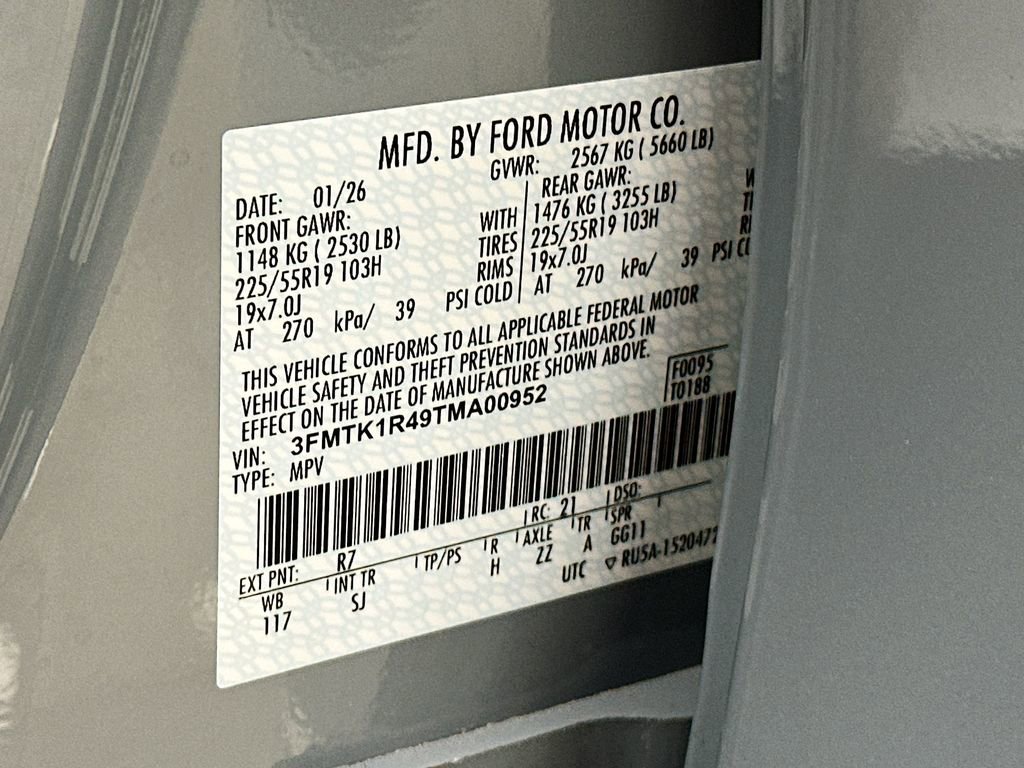 MFD. BY FORD MOTOR CO.
DATE: 01/26
GVWR: 2567 KG ( 5660 LB)
FRONT GAWR:
1148 KG ( 2530 LB) WITH
225/55R19 103H TIRES
19x7.0J RIMS
AT 270 kPa/ 39 PSI COLD
REAR GAWR:
1476 KG ( 3255 LB)
225/55R19 103H
19x7.0J
AT 270 kPa/ 39 PSI
THIS VEHICLE CONFORMS TO ALL APPLICABLE FEDERAL MOTOR
VEHICLE SAFETY AND THEFT PREVENTION STANDARDS IN
EFFECT ON THE DATE OF MANUFACTURE SHOWN ABOVE.
VIN: 3FMTK1R49TMA00952
TYPE: MPV
F0095
T0188
EXT PNT: R7 RC: 21 DSO:
WB INT TR TP/PS R AXLE TR SPR
117 SJ H ZZ A GG11
UTC ▽ RU5A-1520472